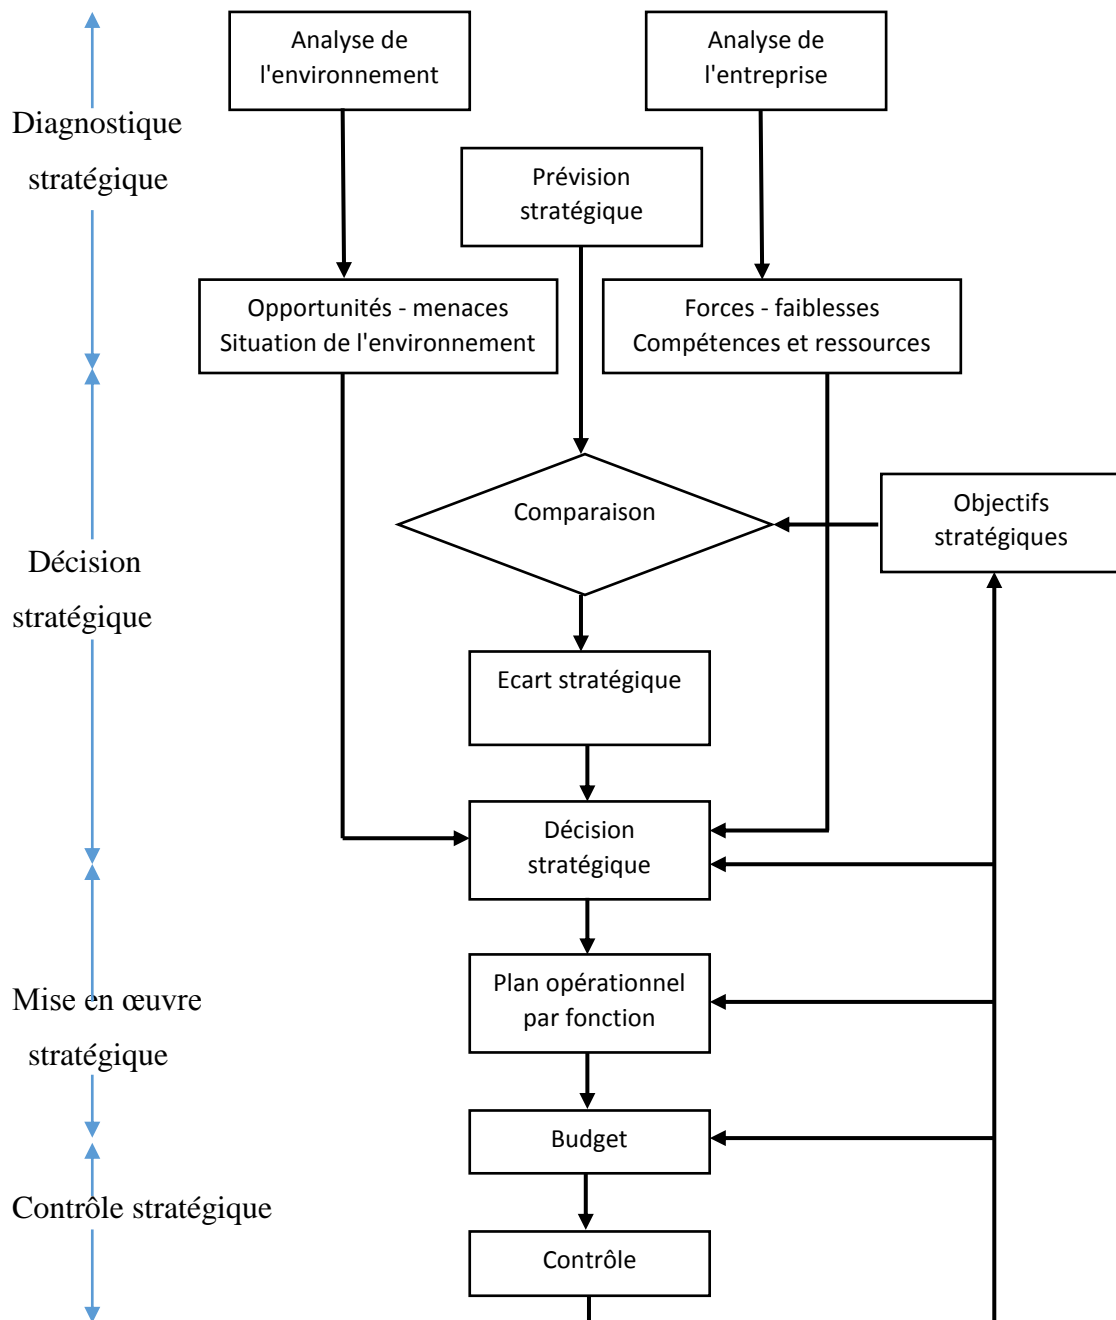 Analyse de
l'environnement
Analyse de
l'entreprise
Diagnostique
stratégique
Prévision
stratégique
Opportunités - menaces
Situation de l'environnement
Forces - faiblesses
Compétences et ressources
Comparaison
Objectifs
stratégiques
Décision
stratégique
Ecart stratégique
Décision
stratégique
Plan opérationnel
par fonction
Mise en œuvre
stratégique
Budget
Contrôle stratégique
Contrôle